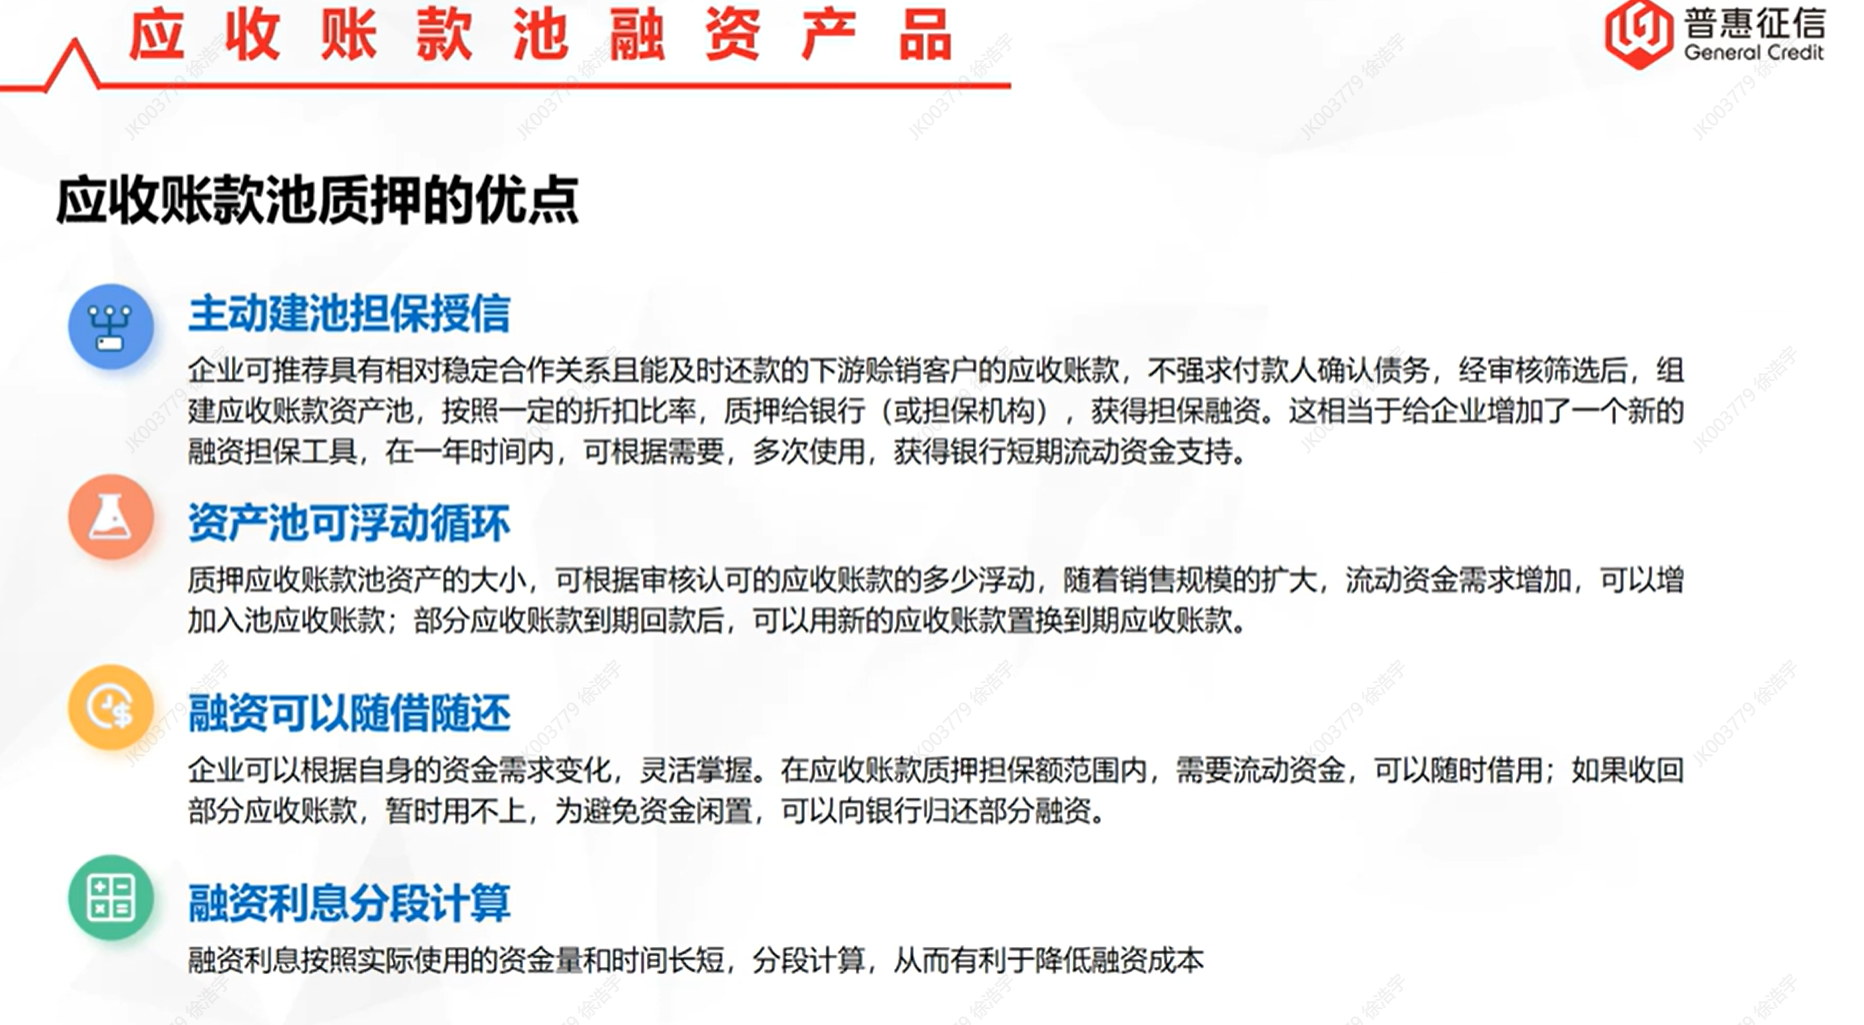 应收账款池融资产品
普惠征信
General Credit
应收账款池质押的优点
主动建池担保授信
企业可推荐具有相对稳定合作关系且能及时还款的下游赊销客户的应收账款，不强求付款人确认债务，经审核筛选后，组
建应收账款资产池，按照一定的折扣比率，质押给银行（或担保机构），获得担保融资。这相当于给企业增加了一个新的
融资担保工具，在一年时间内，可根据需要，多次使用，获得银行短期流动资金支持。
资产池可浮动循环
质押应收账款池资产的大小，可根据审核认可的应收账款的多少浮动，随着销售规模的扩大，流动资金需求增加，可以增
加入池应收账款；部分应收账款到期回款后，可以用新的应收账款置换到期应收账款。
融资可以随借随还
企业可以根据自身的资金需求变化，灵活掌握。在应收账款质押担保额范围内，需要流动资金，可以随时借用；如果收回
部分应收账款，暂时用不上，为避免资金闲置，可以向银行归还部分融资。
融资利息分段计算
融资利息按照实际使用的资金量和时间长短，分段计算，从而有利于降低融资成本
JK003779 徐浩宇